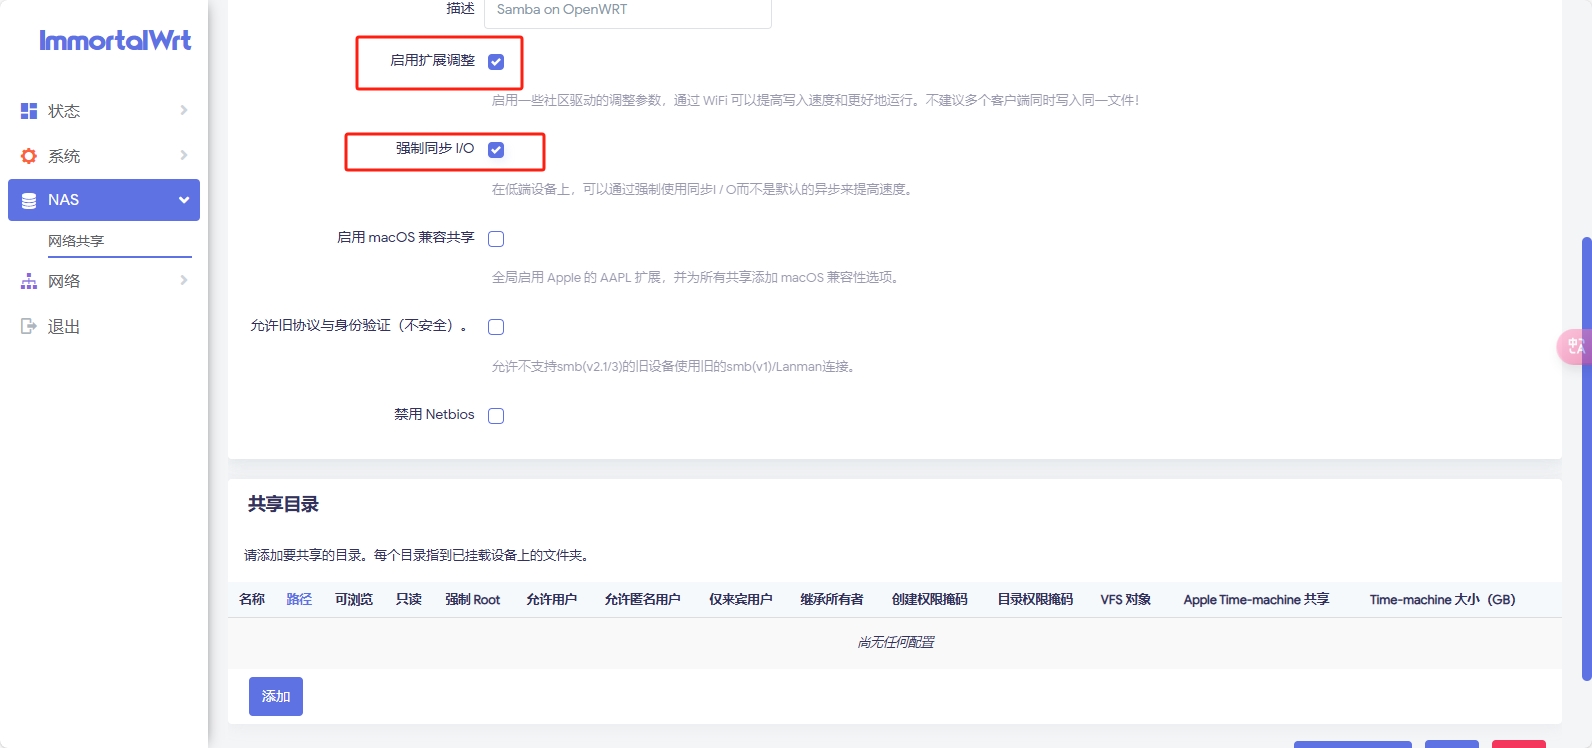 ImmortalWrt
状态
系统
NAS
网络共享
网络
退出
描述 Samba on OpenWRT
启用扩展调整
启用一些社区驱动的调整参数，通过 WiFi 可以提高写入速度和更好地运行。不建议多个客户端同时写入同一文件！
强制同步 I/O
在低端设备上，可以通过强制使用同步I / O而不是默认的异步来提高速度。
启用 macOS 兼容共享
全局启用 Apple 的 AAPL 扩展，并为所有共享添加 macOS 兼容性选项。
允许旧协议与身份验证（不安全）。
允许不支持smb(v2.1/3)的旧设备使用旧的smb(v1)/Lanman连接。
禁用 Netbios
共享目录
请添加要共享的目录。每个目录指到已挂载设备上的文件夹。
名称 路径 可浏览 只读 强制 Root 允许用户 允许匿名用户 仅来宾用户 继承所有者 创建权限掩码 目录权限掩码 VFS 对象 Apple Time-machine 共享 Time-machine 大小（GB）
尚无任何配置
添加
中 A